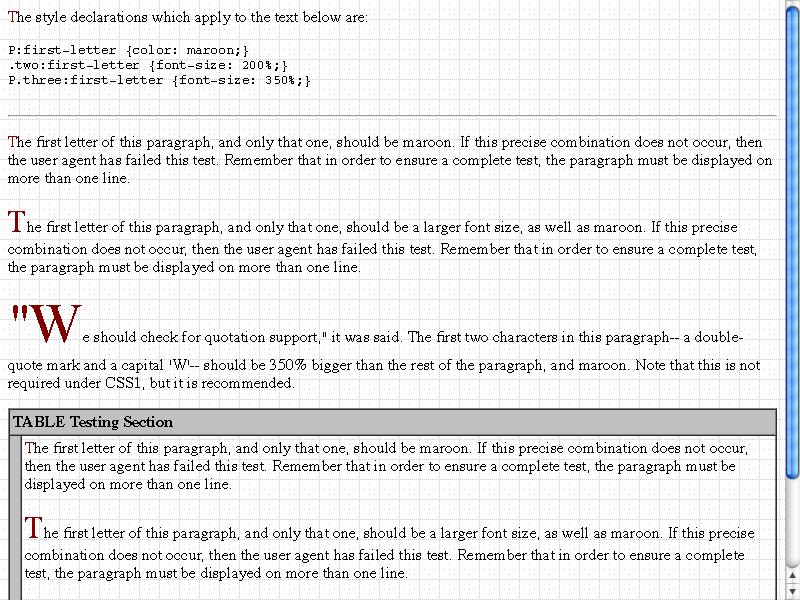 The style declarations which apply to the text below are:
P:first-letter {color: maroon;}
.two:first-letter {font-size: 200%;}
P.three:first-letter {font-size: 350%;}
The first letter of this paragraph, and only that one, should be maroon. If this precise combination does not occur, then
the user agent has failed this test. Remember that in order to ensure a complete test, the paragraph must be displayed on
more than one line.
The first letter of this paragraph, and only that one, should be a larger font size, as well as maroon. If this precise
combination does not occur, then the user agent has failed this test. Remember that in order to ensure a complete test,
the paragraph must be displayed on more than one line.
"We should check for quotation support," it was said. The first two characters in this paragraph-- a double-
quote mark and a capital 'W'-- should be 350% bigger than the rest of the paragraph, and maroon. Note that this is not
required under CSS1, but it is recommended.
TABLE Testing Section
The first letter of this paragraph, and only that one, should be maroon. If this precise combination does not occur,
then the user agent has failed this test. Remember that in order to ensure a complete test, the paragraph must be
displayed on more than one line.
The first letter of this paragraph, and only that one, should be a larger font size, as well as maroon. If this precise
combination does not occur, then the user agent has failed this test. Remember that in order to ensure a complete
test, the paragraph must be displayed on more than one line.